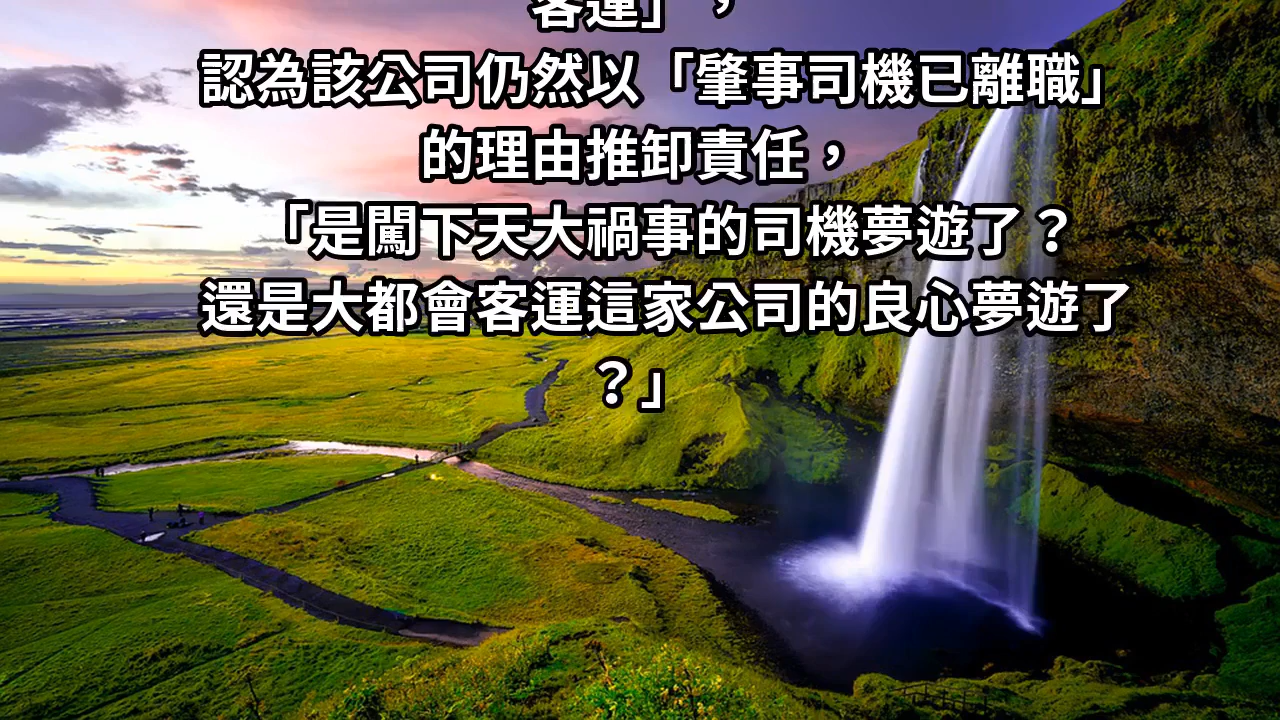 客運」，
認為該公司仍然以「肇事司機已離職」
的理由推卸責任，
「是闖下天大禍事的司機夢遊了？
還是大都會客運這家公司的良心夢遊了
？」